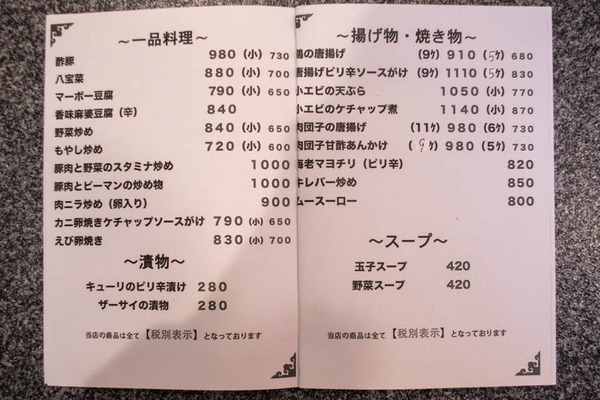 ～一品料理～
酢豚 980 (小) 730
八宝菜 880 (小) 700
マーボー豆腐 790 (小) 650
香味麻婆豆腐（辛） 840
野菜炒め 840 (小) 650
もやし炒め 720 (小) 600
豚肉と野菜のスタミナ炒め 1000
豚肉とピーマンの炒め物 1000
肉ニラ炒め（卵入り） 900
カニ卵焼きケチャップソースがけ 790 (小) 650
えび卵焼き 830 (小) 700
～漬物～
キューリのピリ辛漬け 280
ザーサイの漬物 280
当店の商品は全て【税別表示】となっております
～揚げ物・焼き物～
鶏の唐揚げ (9ケ) 910 (5ケ) 680
唐揚げピリ辛ソースがけ (9ケ) 1110 (5ケ) 830
小エビの天ぷら 1050 (小) 770
小エビのケチャップ煮 1140 (小) 870
肉団子の唐揚げ (11ケ) 980 (6ケ) 730
肉団子甘酢あんかけ (9ケ) 980 (5ケ) 730
海老マヨチリ（ピリ辛） 820
キレバー炒め 850
ムースーロー 800
～スープ～
玉子スープ 420
野菜スープ 420
当店の商品は全て【税別表示】となっております